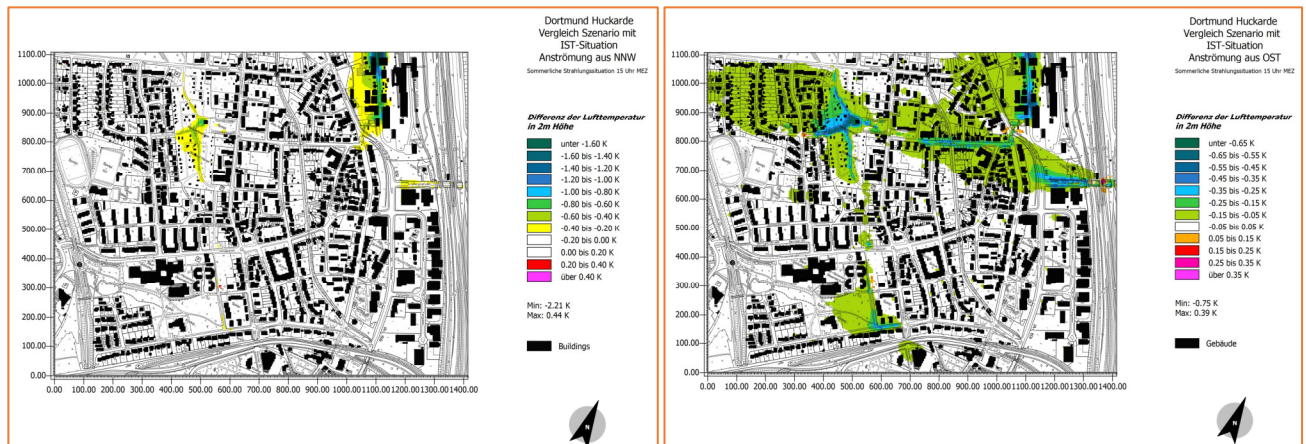 Dortmund Huckarde
Vergleich Szenario mit
IST-Situation
Anströmung aus NNW
Sommerliche Strahlungssituation 15 Uhr MEZ
Differenz der Lufttemperatur
in 2m Höhe
unter -1.60 K
-1.60 bis -1.40 K
-1.40 bis -1.20 K
-1.20 bis -1.00 K
-1.00 bis -0.80 K
-0.80 bis -0.60 K
-0.60 bis -0.40 K
-0.40 bis -0.20 K
-0.20 bis 0.00 K
0.00 bis 0.20 K
0.20 bis 0.40 K
über 0.40 K
Min: -2.21 K
Max: 0.44 K
Buildings
N
1100.00
1000.00
900.00
800.00
700.00
600.00
500.00
400.00
300.00
200.00
100.00
0.00
0.00 100.00 200.00 300.00 400.00 500.00 600.00 700.00 800.00 900.00 1000.00 1100.00 1200.00 1300.00 1400.00
Dortmund Huckarde
Vergleich Szenario mit
IST-Situation
Anströmung aus OST
Sommerliche Strahlungssituation 15 Uhr MEZ
Differenz der Lufttemperatur
in 2m Höhe
unter -0.65 K
-0.65 bis -0.55 K
-0.55 bis -0.45 K
-0.45 bis -0.35 K
-0.35 bis -0.25 K
-0.25 bis -0.15 K
-0.15 bis -0.05 K
-0.05 bis 0.05 K
0.05 bis 0.15 K
0.15 bis 0.25 K
0.25 bis 0.35 K
über 0.35 K
Min: -0.75 K
Max: 0.39 K
Gebäude
N
1100.00
1000.00
900.00
800.00
700.00
600.00
500.00
400.00
300.00
200.00
100.00
0.00
0.00 100.00 200.00 300.00 400.00 500.00 600.00 700.00 800.00 900.00 1000.00 1100.00 1200.00 1300.00 1400.00